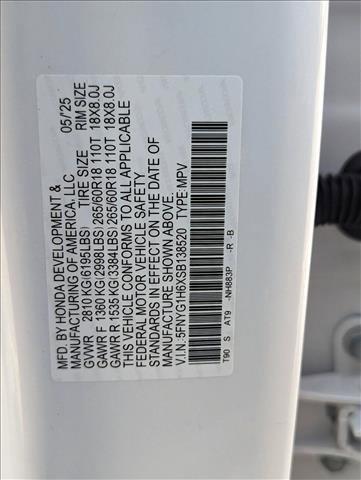 MFD. BY HONDA DEVELOPMENT &
MANUFACTURING OF AMERICA, LLC 05/'25
GVWR 2810 KG(6195LBS) TIRE SIZE RIM SIZE
GAWR F 1360 KG(2998LBS) 265/60R18 110T 18X8.0J
GAWR R 1535 KG(3384LBS) 265/60R18 110T 18X8.0J
THIS VEHICLE CONFORMS TO ALL APPLICABLE
FEDERAL MOTOR VEHICLE SAFETY
STANDARDS IN EFFECT ON THE DATE OF
MANUFACTURE SHOWN ABOVE.
V.I.N.:5FNYG1H6XSB138520 TYPE:MPV
T90 S AT9 -NH883P -R -B